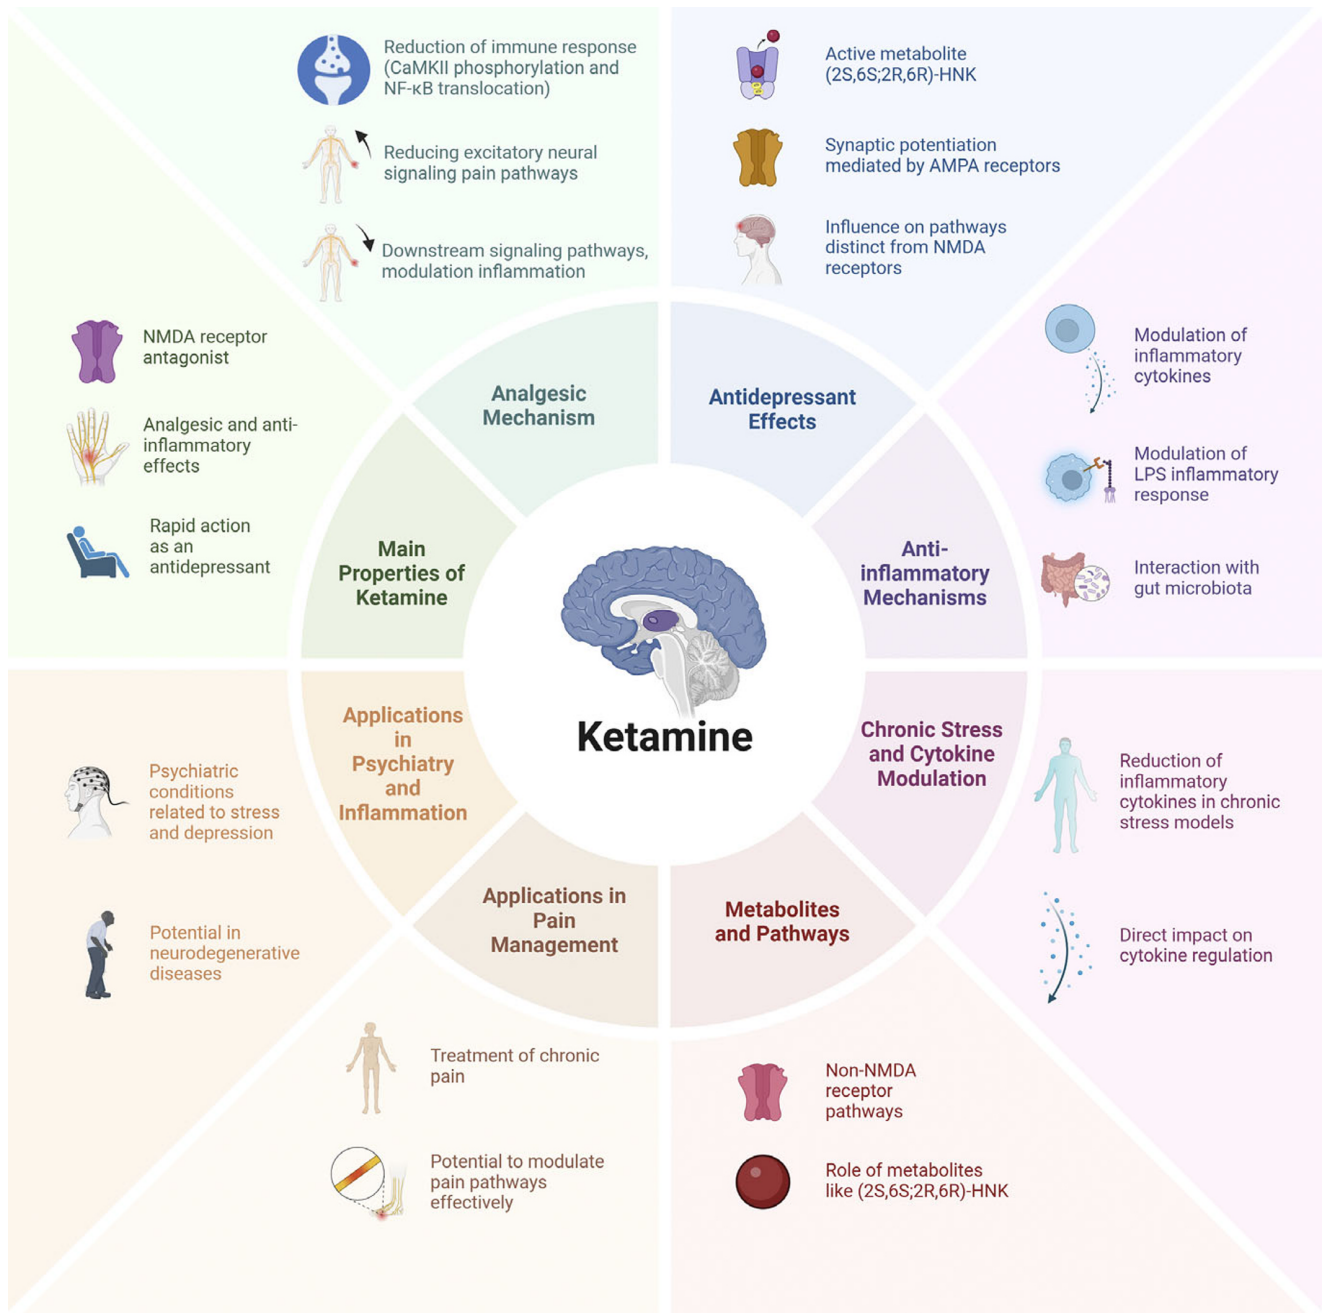 Reduction of immune response
(CaMKII phosphorylation and
NF-κB translocation)
Reducing excitatory neural
signaling pain pathways
Downstream signaling pathways,
modulation inflammation
Analgesic
Mechanism
Active metabolite
(2S,6S;2R,6R)-HNK
Synaptic potentiation
mediated by AMPA receptors
Influence on pathways
distinct from NMDA
receptors
Antidepressant
Effects
Modulation of
inflammatory
cytokines
Modulation of
LPS inflammatory
response
Interaction with
gut microbiota
Anti-
inflammatory
Mechanisms
NMDA receptor
antagonist
Analgesic and anti-
inflammatory
effects
Rapid action
as an
antidepressant
Main
Properties of
Ketamine
Ketamine
Chronic Stress
and Cytokine
Modulation
Reduction of
inflammatory
cytokines in chronic
stress models
Direct impact on
cytokine regulation
Applications
in
Psychiatry
and
Inflammation
Psychiatric
conditions
related to stress
and depression
Potential in
neurodegenerative
diseases
Applications in
Pain
Management
Treatment of chronic
pain
Potential to modulate
pain pathways
effectively
Metabolites
and Pathways
Non-NMDA
receptor
pathways
Role of metabolites
like (2S,6S;2R,6R)-HNK